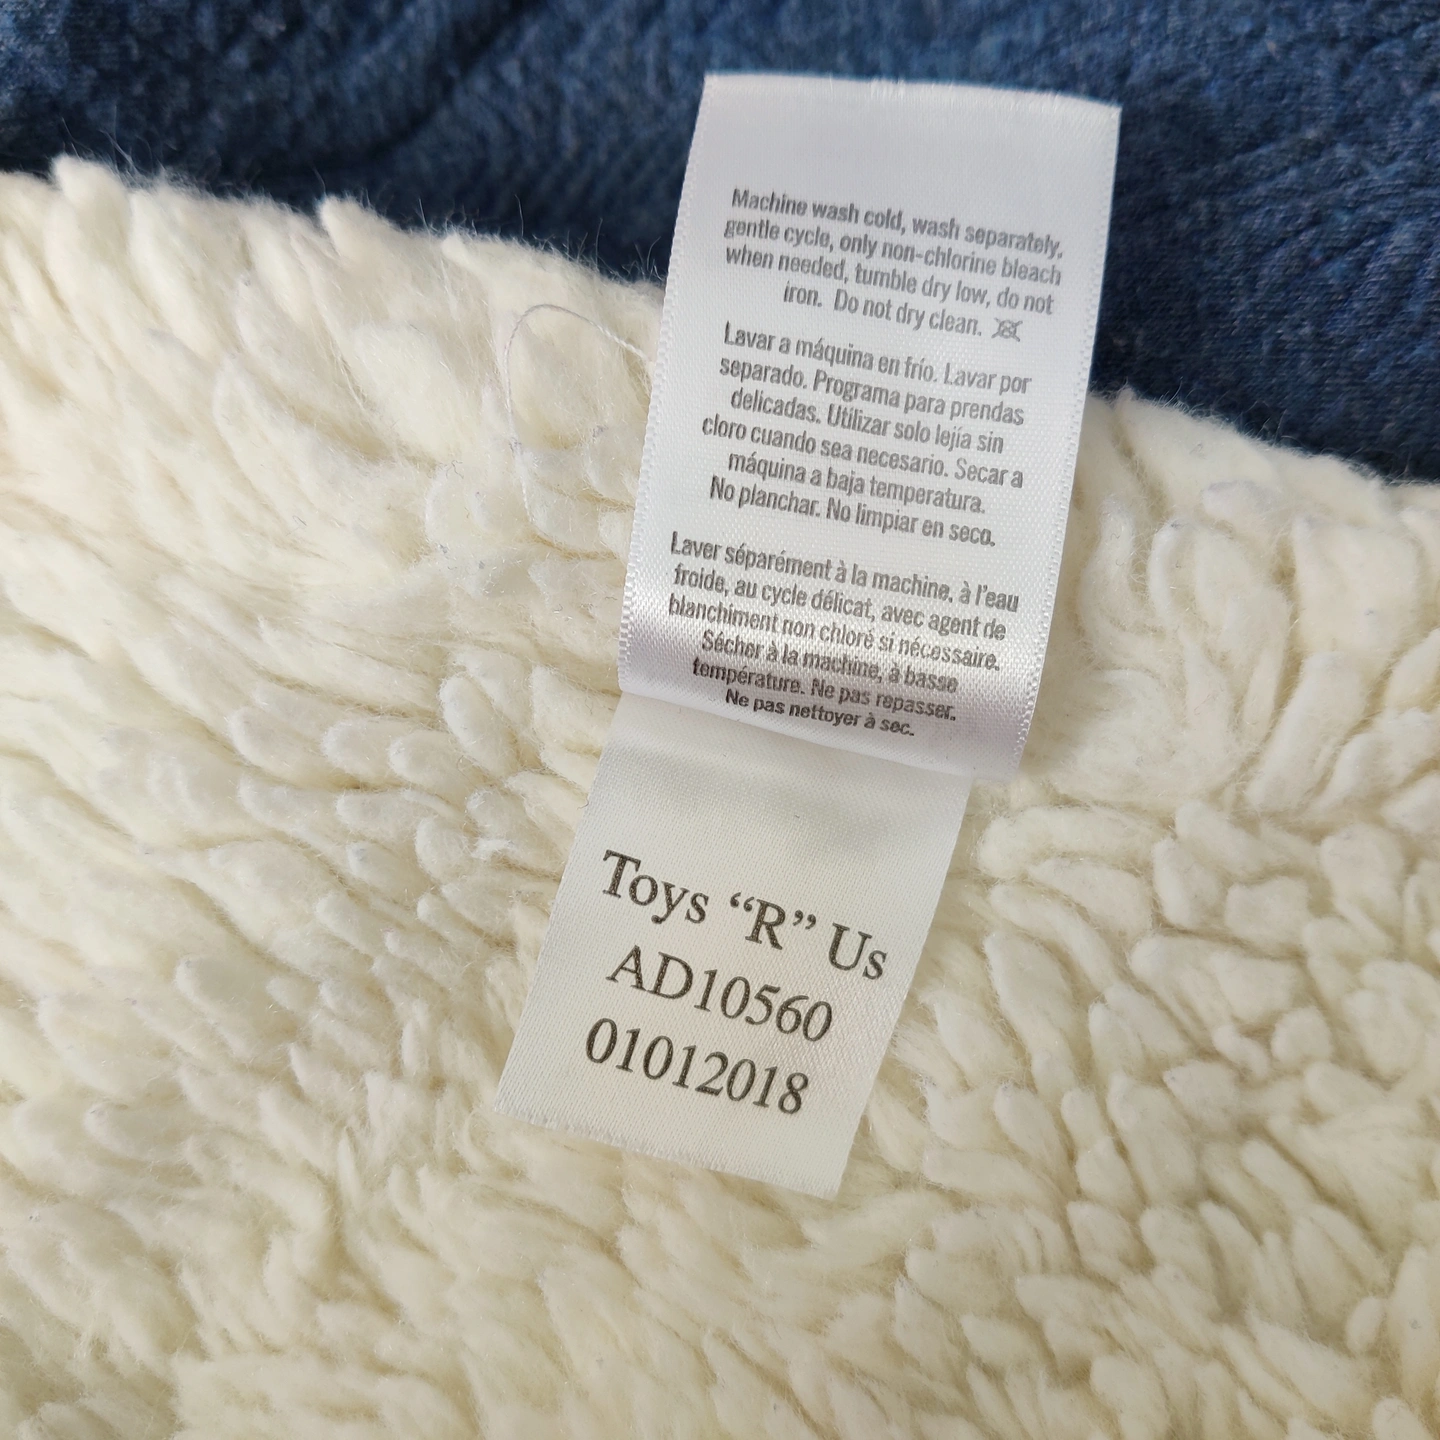 Machine wash cold, wash separately,
gentle cycle, only non-chlorine bleach
when needed, tumble dry low, do not
iron. Do not dry clean.
Lavar a máquina en frío. Lavar por
separado. Programa para prendas
delicadas. Utilizar solo lejía sin
cloro cuando sea necesario. Secar a
máquina a baja temperatura.
No planchar. No limpiar en seco.
Laver séparément à la machine, à l'eau
froide, au cycle délicat, avec agent de
blanchiment non chloré si nécessaire.
Sécher à la machine, à basse
température. Ne pas repasser.
Ne pas nettoyer à sec.
Toys “R” Us
AD10560
01012018